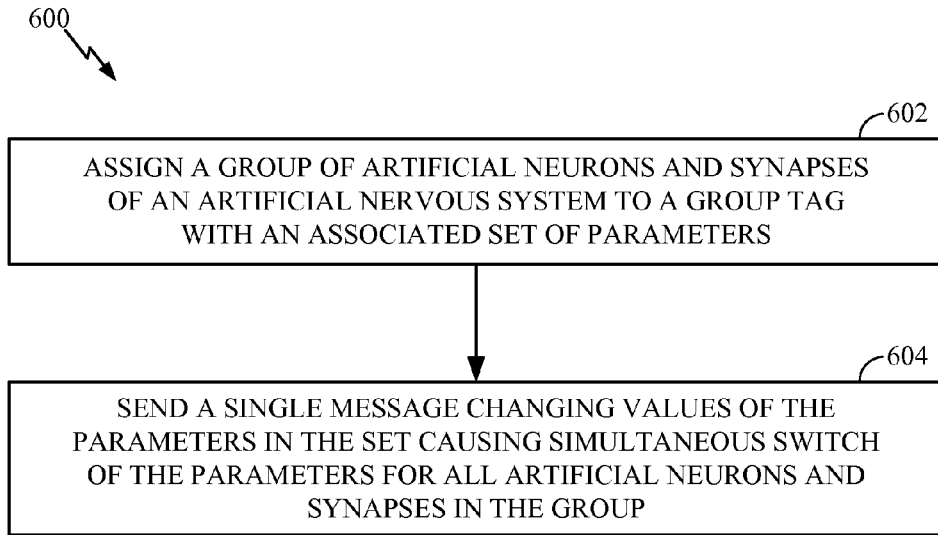 600
602
ASSIGN A GROUP OF ARTIFICIAL NEURONS AND SYNAPSES
OF AN ARTIFICIAL NERVOUS SYSTEM TO A GROUP TAG
WITH AN ASSOCIATED SET OF PARAMETERS
604
SEND A SINGLE MESSAGE CHANGING VALUES OF THE
PARAMETERS IN THE SET CAUSING SIMULTANEOUS SWITCH
OF THE PARAMETERS FOR ALL ARTIFICIAL NEURONS AND
SYNAPSES IN THE GROUP